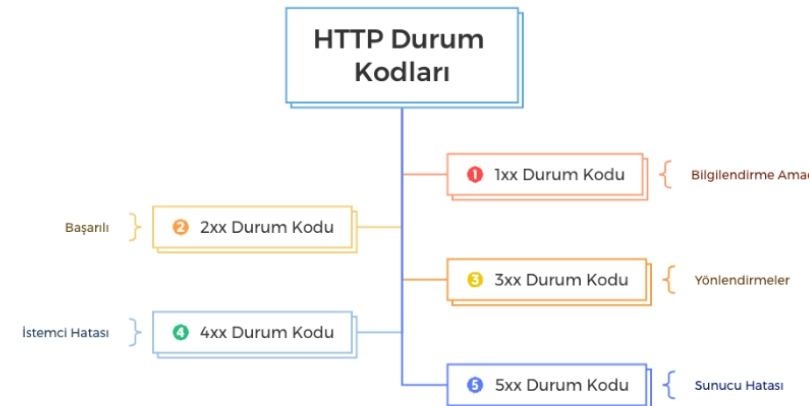 HTTP Durum
Kodları
1 1xx Durum Kodu
Bilgilendirme
Başarılı
2 2xx Durum Kodu
3 3xx Durum Kodu
Yönlendirmeler
İstemci Hatası
4 4xx Durum Kodu
5 5xx Durum Kodu
Sunucu Hatası